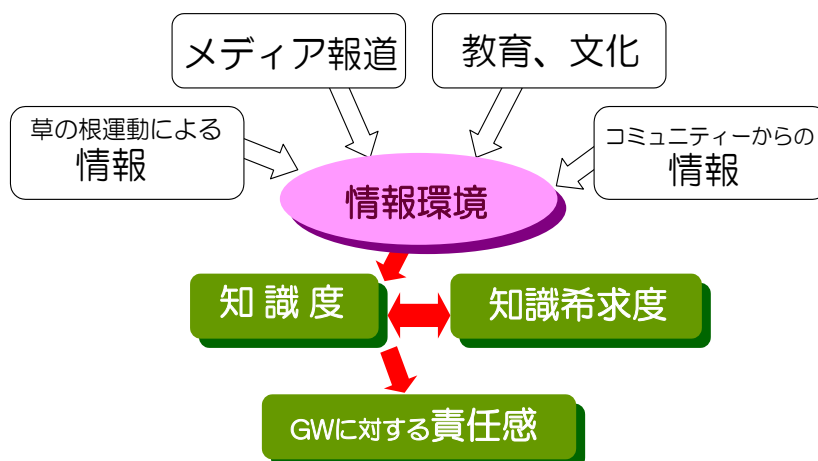 メディア報道
教育、文化
草の根運動による
情報
コミュニティーからの
情報
情報環境
知 識 度
知識希求度
GWに対する責任感